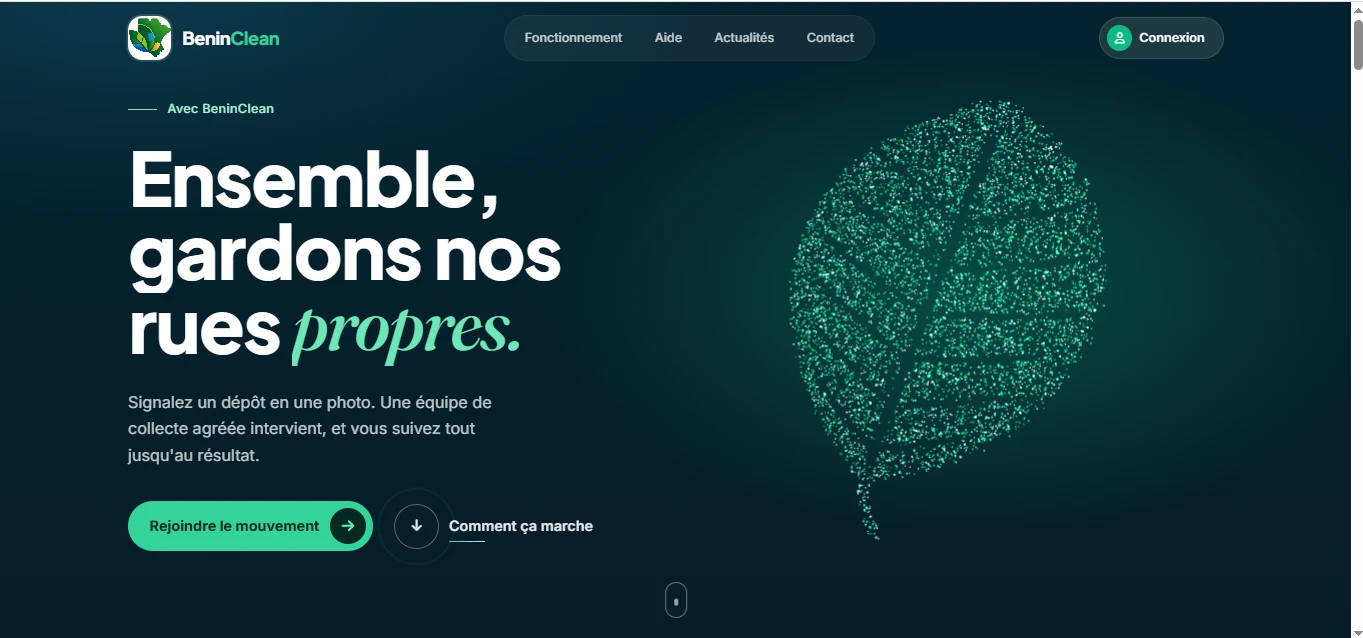 BeninClean
Fonctionnement
Aide
Actualités
Contact
Connexion
Avec BeninClean
Ensemble,
gardons nos
rues propres.
Signalez un dépôt en une photo. Une équipe de
collecte agréée intervient, et vous suivez tout
jusqu'au résultat.
Rejoindre le mouvement
Comment ça marche